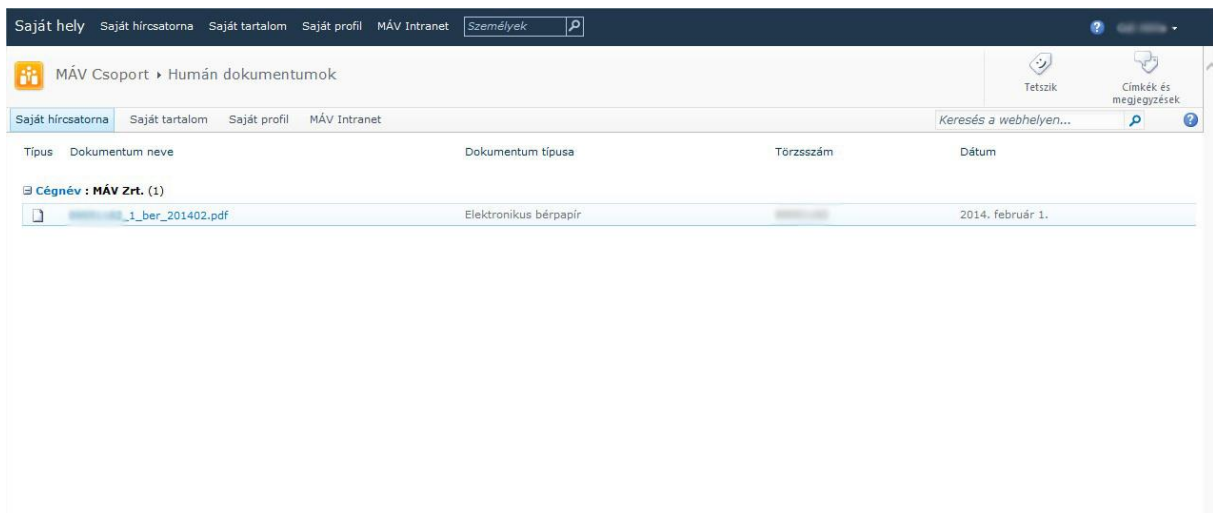 Saját hely Saját hírcsatorna Saját tartalom Saját profil MÁV Intranet Személyek
MÁV Csoport Humán dokumentumok
Tetszik
Címkék és
megjegyzések
Saját hírcsatorna Saját tartalom Saját profil MÁV Intranet Keresés a webhelyen...
Típus Dokumentum neve Dokumentum típusa Törzsszám Dátum
Cégnév : MÁV Zrt. (1)
_1_ber_201402.pdf Elektronikus bérpapír 2014. február 1.